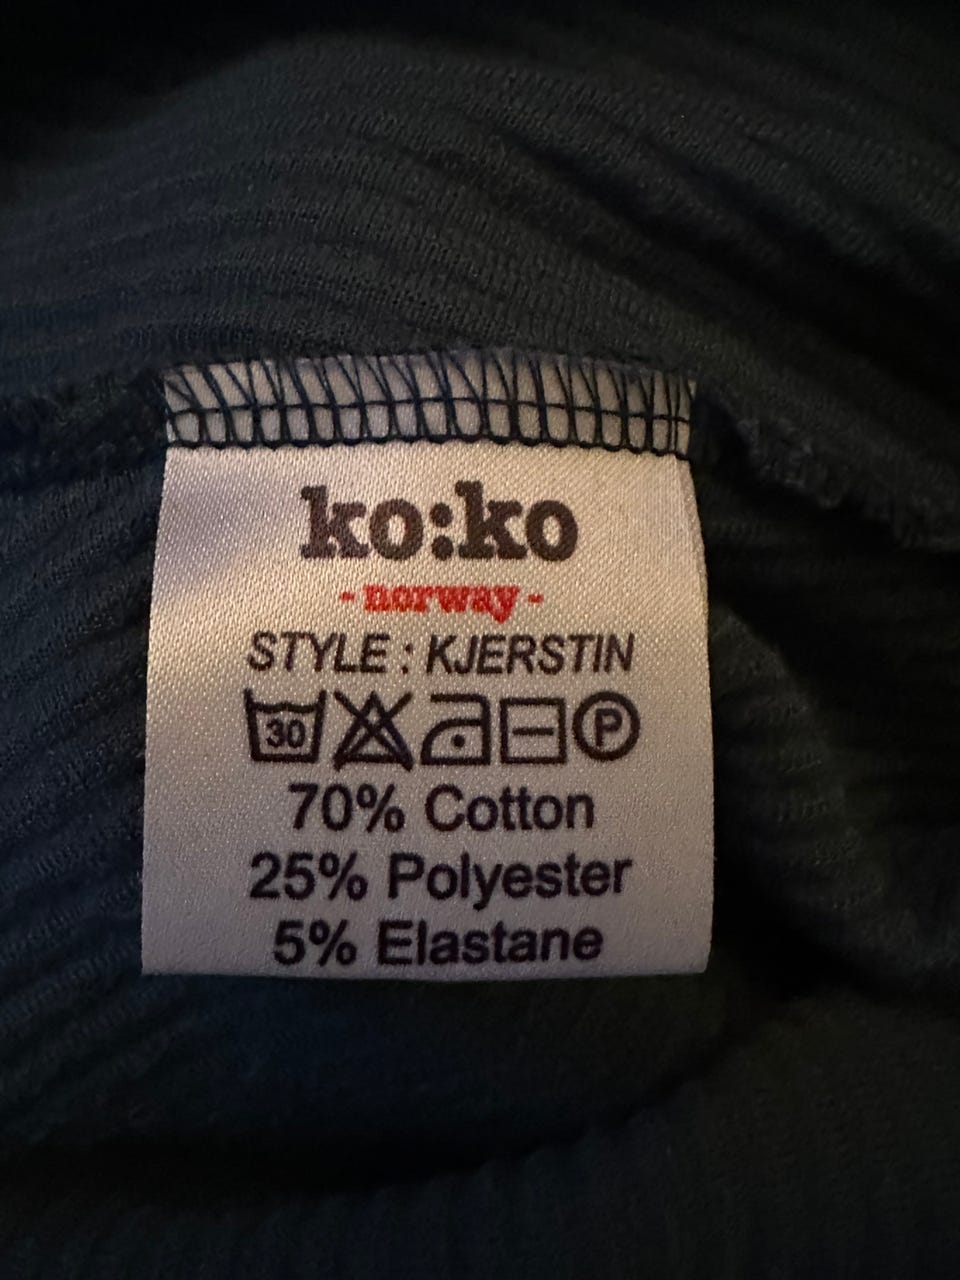 ko:ko
- norway -
STYLE : KJERSTIN
30 P
70% Cotton
25% Polyester
5% Elastane